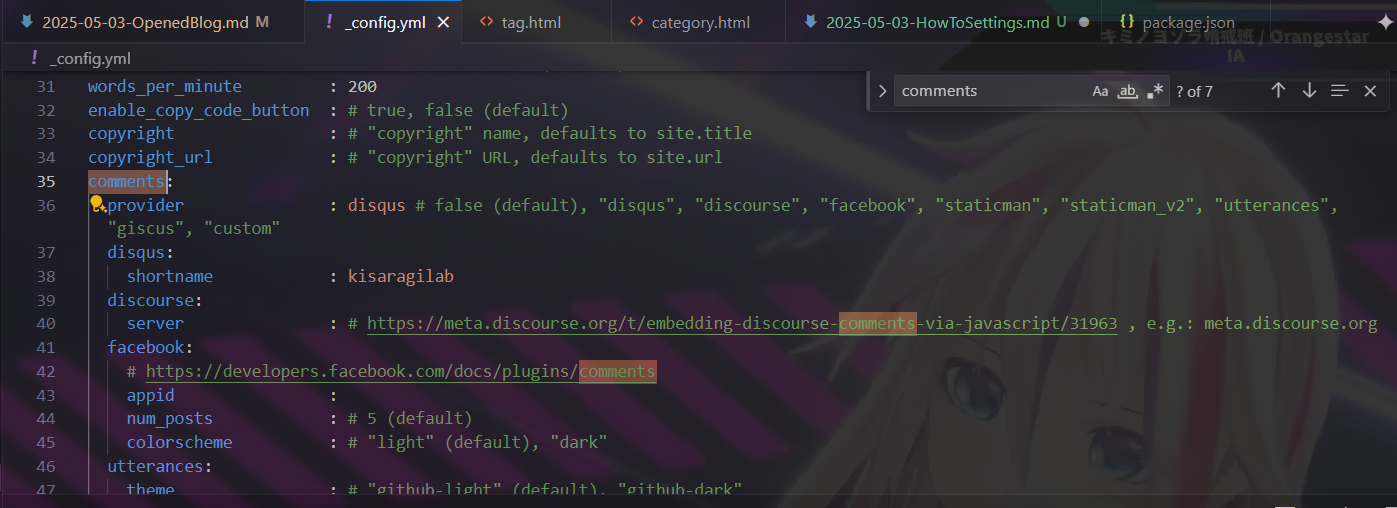 2025-05-03-OpenedBlog.md M
! _config.yml ×
<> tag.html
<> category.html
2025-05-03-HowToSettings.md U ●
{} package.json
キミノヨゾラ哨戒班 / Orangestar
IA
! _config.yml
comments
Aa
ab
.*
? of 7
31 words_per_minute : 200
32 enable_copy_code_button : # true, false (default)
33 copyright : # "copyright" name, defaults to site.title
34 copyright_url : # "copyright" URL, defaults to site.url
35 comments:
36 provider : disqus # false (default), "disqus", "discourse", "facebook", "staticman", "staticman_v2", "utterances",
"giscus", "custom"
37 disqus:
38 shortname : kisaragilab
39 discourse:
40 server : # https://meta.discourse.org/t/embedding-discourse-comments-via-javascript/31963 , e.g.: meta.discourse.org
41 facebook:
42 # https://developers.facebook.com/docs/plugins/comments
43 appid :
44 num_posts : # 5 (default)
45 colorscheme : # "light" (default), "dark"
46 utterances:
47 theme : # "github-light" (default), "github-dark"